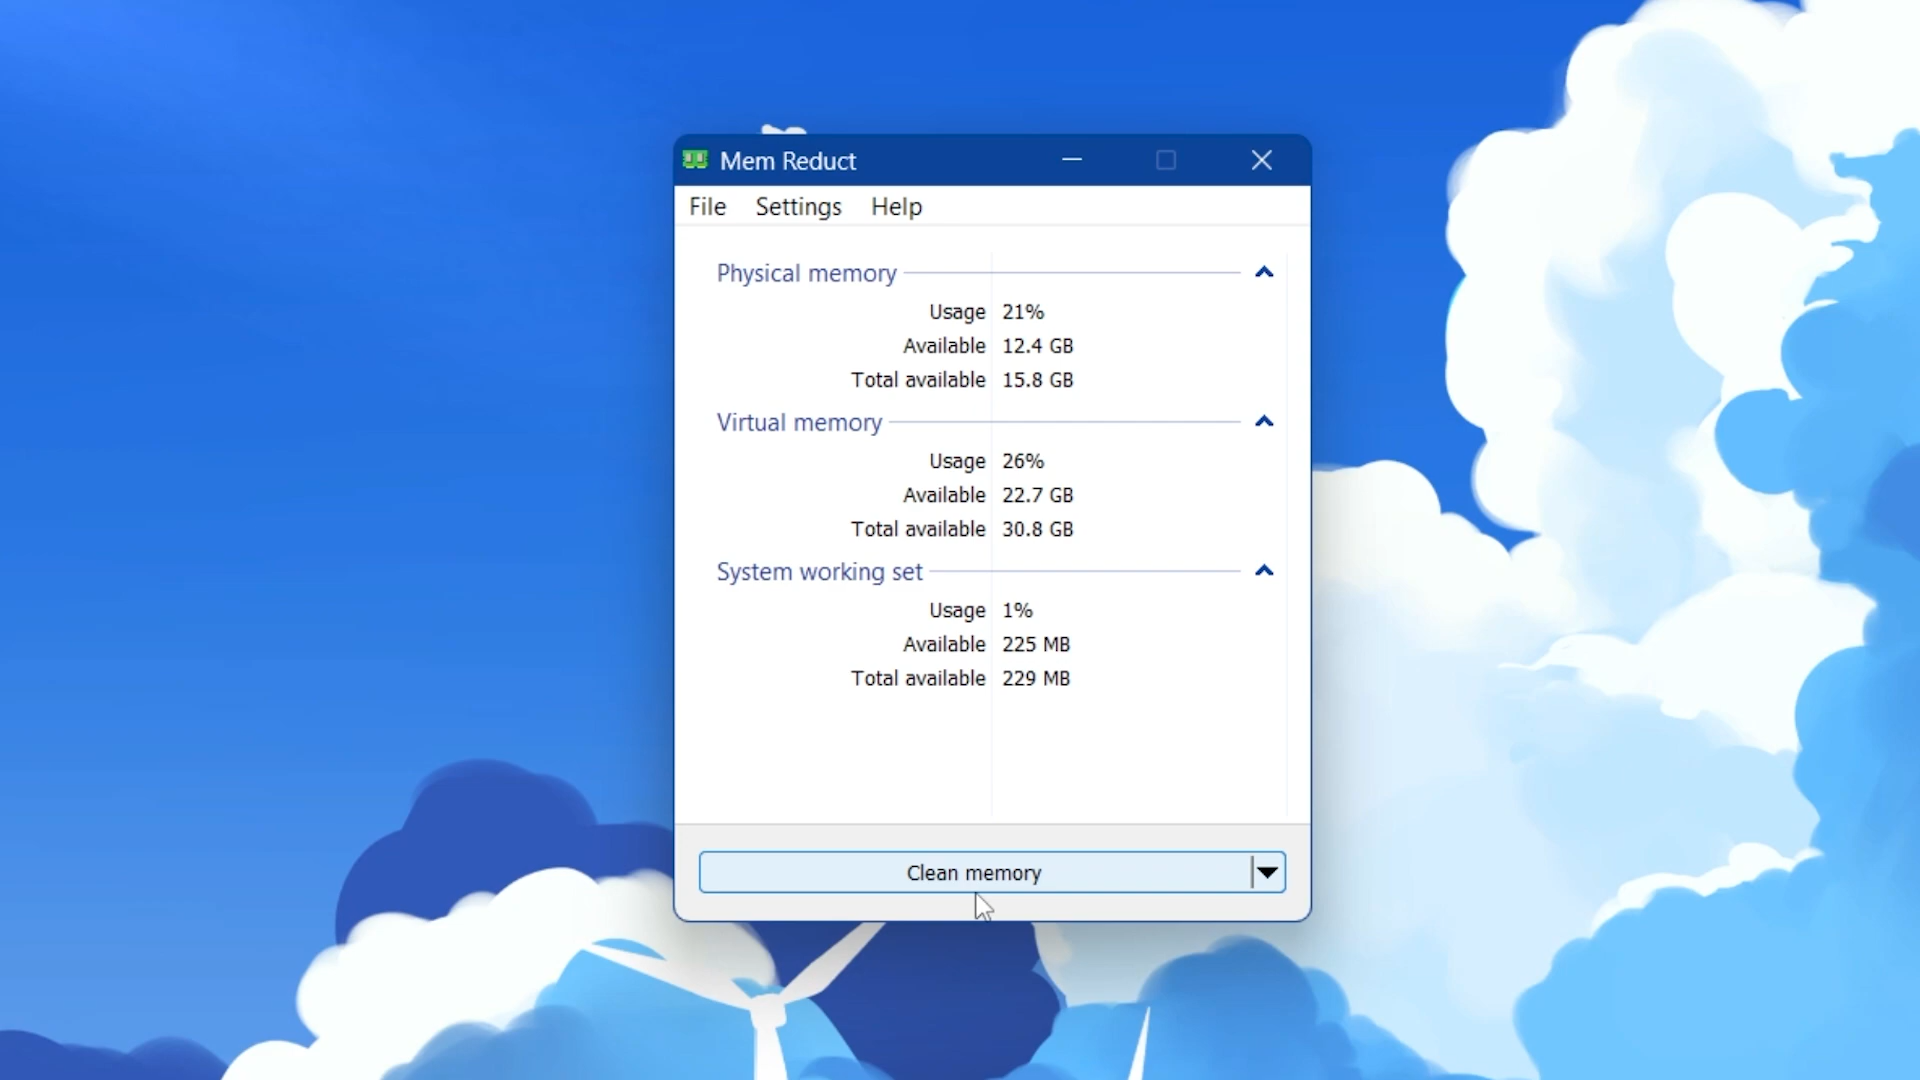 Mem Reduct
File Settings Help
Physical memory
Usage 21%
Available 12.4 GB
Total available 15.8 GB
Virtual memory
Usage 26%
Available 22.7 GB
Total available 30.8 GB
System working set
Usage 1%
Available 225 MB
Total available 229 MB
Clean memory